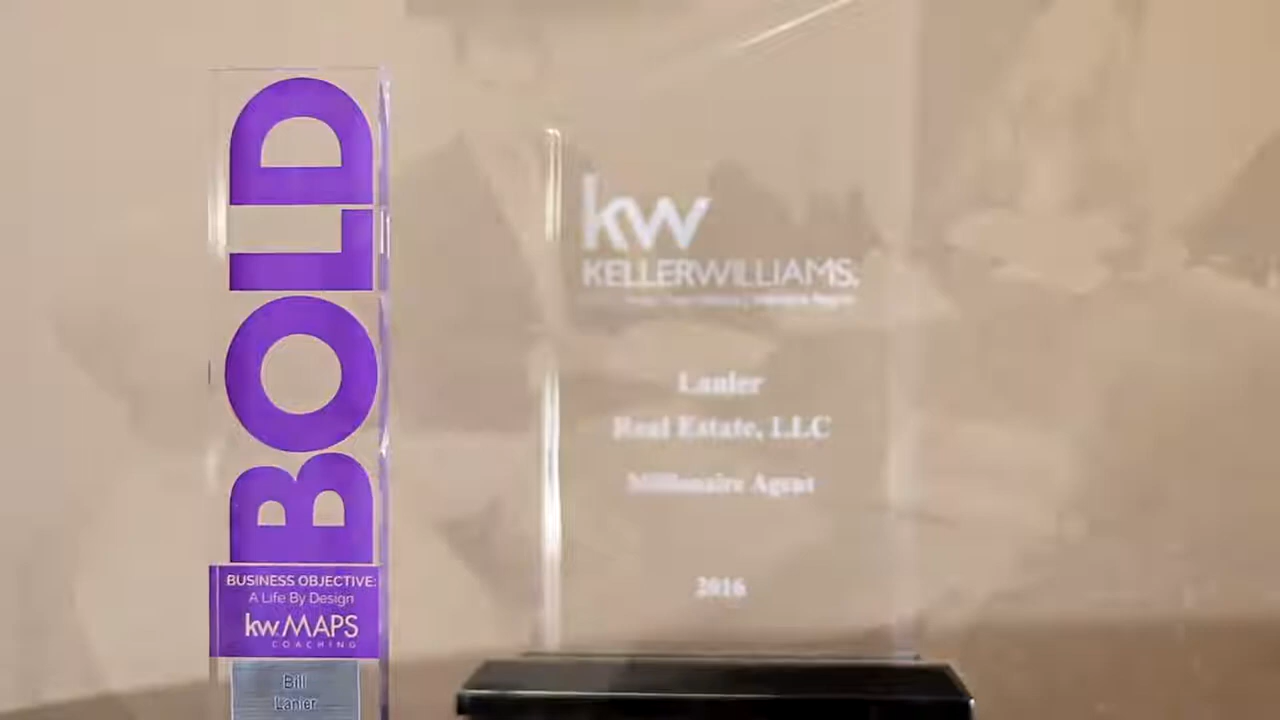 BOLD
BUSINESS OBJECTIVE:
A Life By Design
kw MAPS
COACHING
Bill
Lanier
kw
KELLERWILLIAMS.
Lanier
Real Estate, LLC
Millionaire Agent
2016